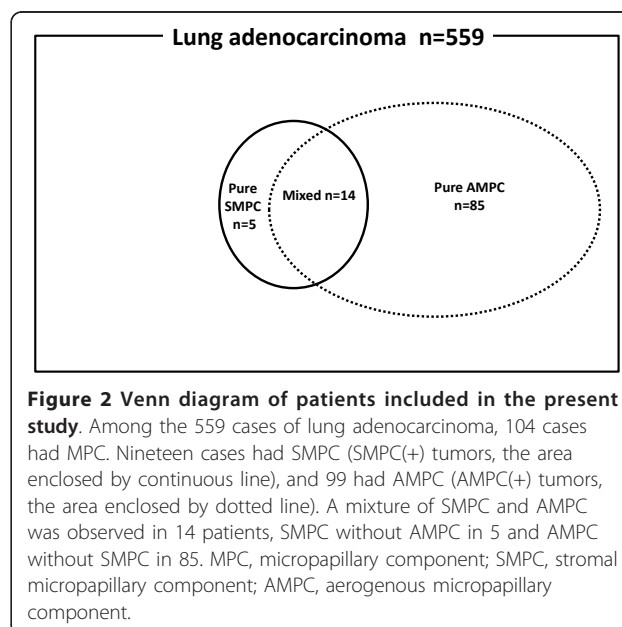 Lung adenocarcinoma n=559
Pure
SMPC
n=5
Mixed n=14
Pure AMPC
n=85
Figure 2 Venn diagram of patients included in the present
study. Among the 559 cases of lung adenocarcinoma, 104 cases
had MPC. Nineteen cases had SMPC (SMPC(+) tumors, the area
enclosed by continuous line), and 99 had AMPC (AMPC(+) tumors,
the area enclosed by dotted line). A mixture of SMPC and AMPC
was observed in 14 patients, SMPC without AMPC in 5 and AMPC
without SMPC in 85. MPC, micropapillary component; SMPC, stromal
micropapillary component; AMPC, aerogenous micropapillary
component.